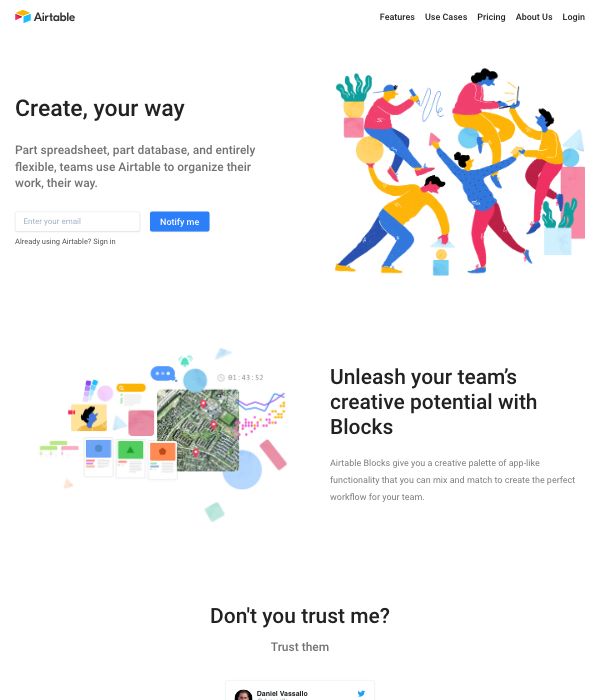 Airtable
Features Use Cases Pricing About Us Login
Create, your way
Part spreadsheet, part database, and entirely
flexible, teams use Airtable to organize their
work, their way.
Enter your email
Notify me
Already using Airtable? Sign in
01:43:52
Unleash your team’s
creative potential with
Blocks
Airtable Blocks give you a creative palette of app-like
functionality that you can mix and match to create the perfect
workflow for your team.
Don't you trust me?
Trust them
Daniel Vassallo